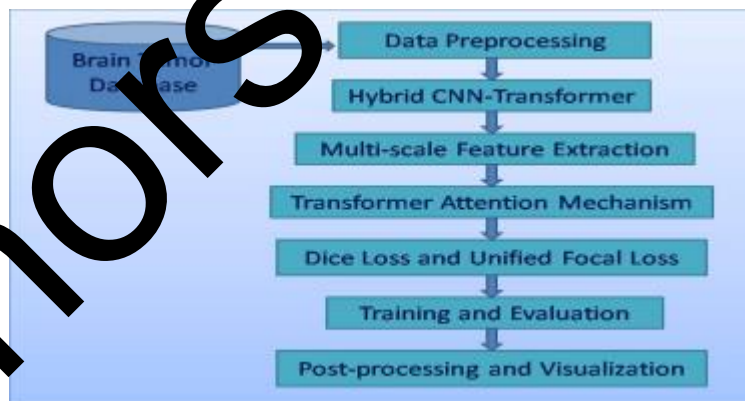 Brain
Data Preprocessing
Hybrid CNN-Transformer
Multi-scale Feature Extraction
Transformer Attention Mechanism
Dice Loss and Unified Focal Loss
Training and Evaluation
Post-processing and Visualization